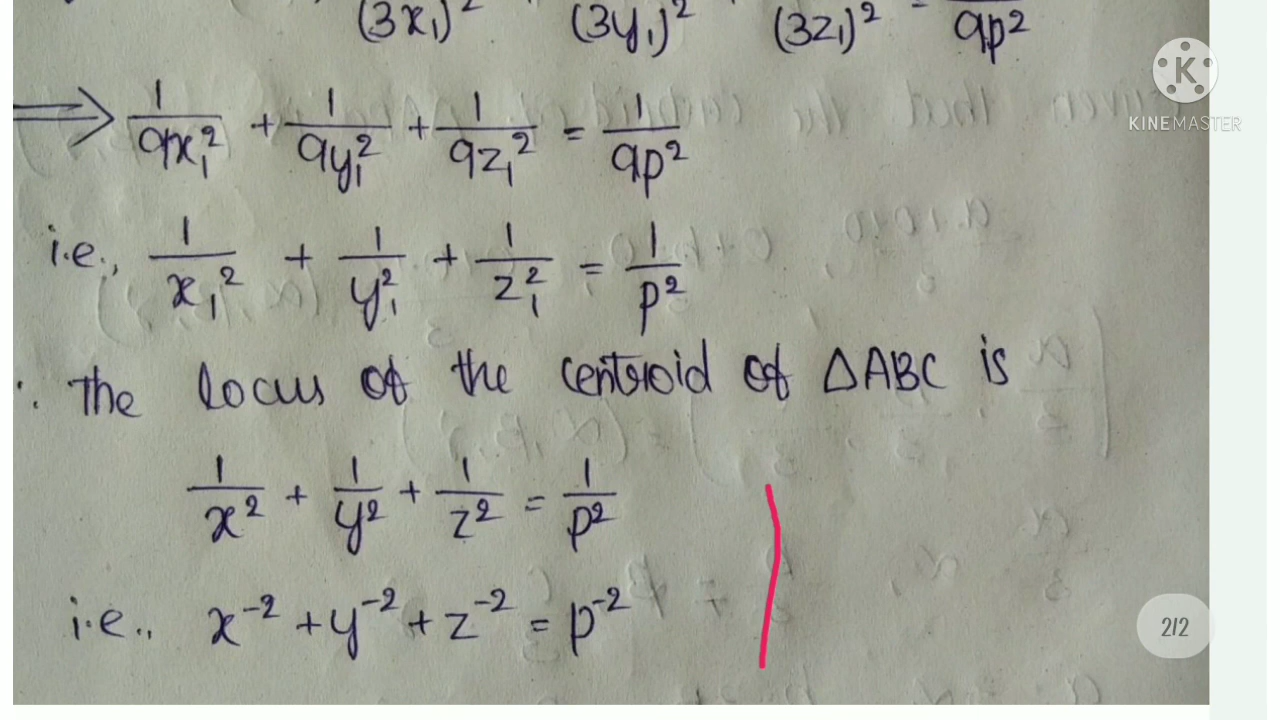 (3x₁)² + (3y₁)² + (3z₁)² = 9p²
⟹ 1/9x₁² + 1/9y₁² + 1/9z₁² = 1/9p²
i.e., 1/x₁² + 1/y₁² + 1/z₁² = 1/p²
∴ The locus of the centroid of ΔABC is
1/x² + 1/y² + 1/z² = 1/p²
i.e., x⁻² + y⁻² + z⁻² = p⁻²
KINEMASTER
2/2